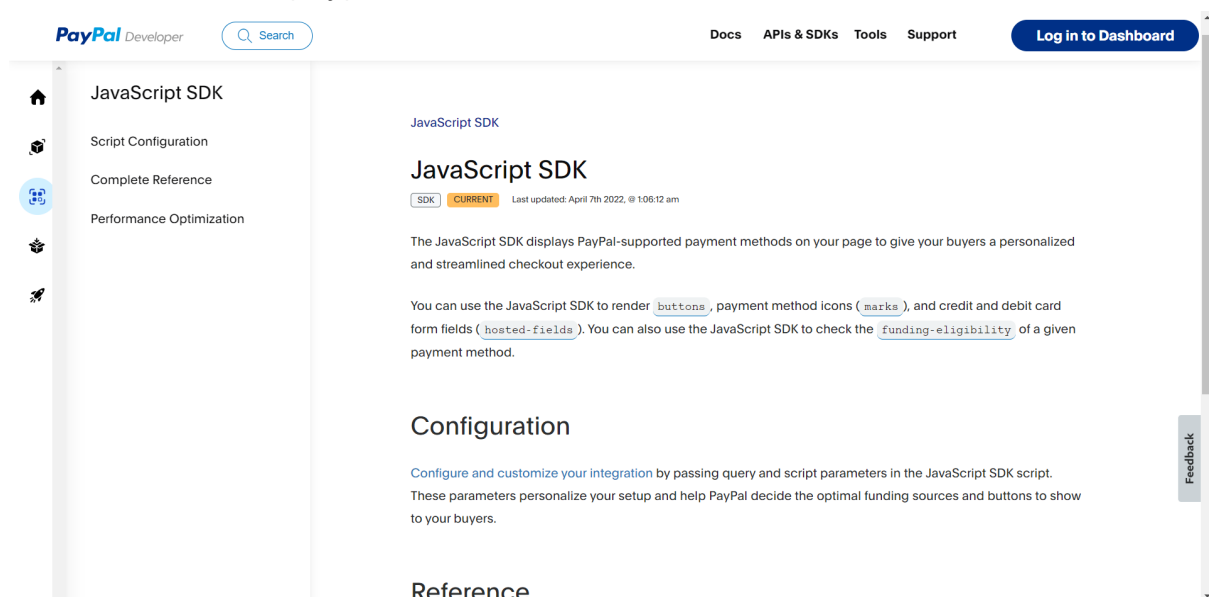 PayPal Developer
Search
Docs
APIs & SDKs
Tools
Support
Log in to Dashboard
JavaScript SDK
Script Configuration
Complete Reference
Performance Optimization
JavaScript SDK
JavaScript SDK
SDK CURRENT Last updated: April 7th 2022, @ 1:06:12 am
The JavaScript SDK displays PayPal-supported payment methods on your page to give your buyers a personalized
and streamlined checkout experience.
You can use the JavaScript SDK to render buttons, payment method icons (marks), and credit and debit card
form fields (hosted-fields). You can also use the JavaScript SDK to check the funding-eligibility of a given
payment method.
Configuration
Configure and customize your integration by passing query and script parameters in the JavaScript SDK script.
These parameters personalize your setup and help PayPal decide the optimal funding sources and buttons to show
to your buyers.
Reference
Feedback